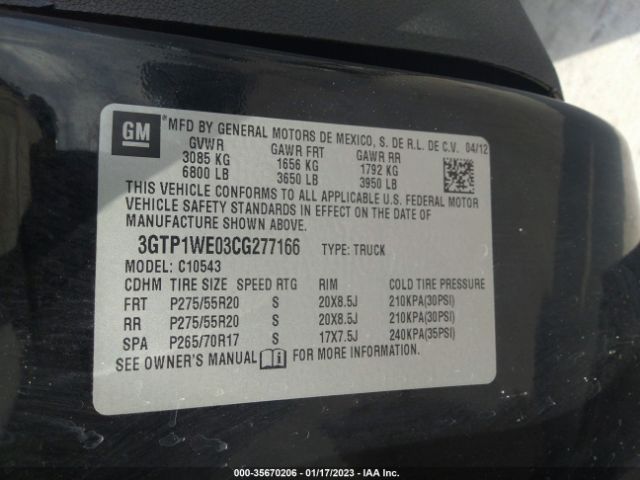 GM
*MFD BY GENERAL MOTORS DE MEXICO, S. DE R.L. DE C.V. 04/12
GVWR GAWR FRT GAWR RR
3085 KG 1656 KG 1792 KG
6800 LB 3650 LB 3950 LB
THIS VEHICLE CONFORMS TO ALL APPLICABLE U.S. FEDERAL MOTOR
VEHICLE SAFETY STANDARDS IN EFFECT ON THE DATE OF
MANUFACTURE SHOWN ABOVE.
3GTP1WE03CG277166 TYPE: TRUCK
MODEL: C10543
CDHM TIRE SIZE SPEED RTG RIM COLD TIRE PRESSURE
FRT P275/55R20 S 20X8.5J 210KPA(30PSI)
RR P275/55R20 S 20X8.5J 210KPA(30PSI)
SPA P265/70R17 S 17X7.5J 240KPA(35PSI)
SEE OWNER'S MANUAL FOR MORE INFORMATION.
000-35670206 - 01/17/2023 - IAA Inc.